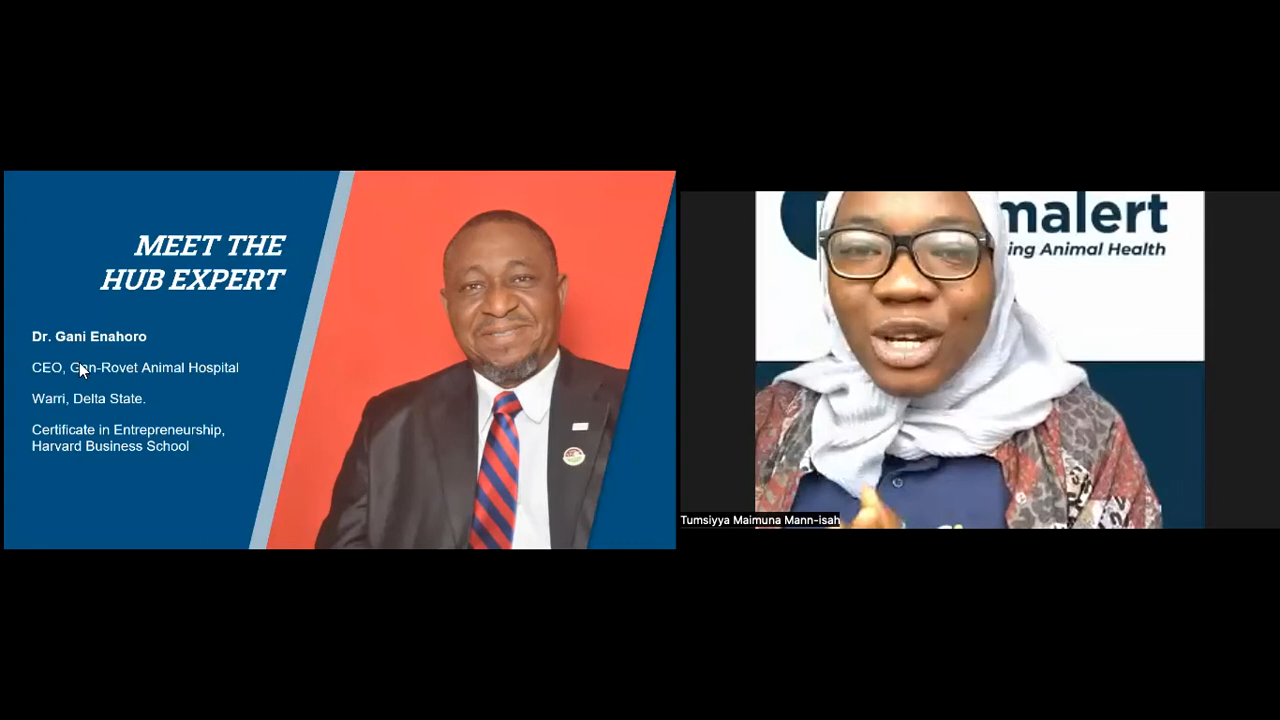 MEET THE
HUB EXPERT
Dr. Gani Enahoro
CEO, Gan-Rovet Animal Hospital
Warri, Delta State.
Certificate in Entrepreneurship,
Harvard Business School
malert
ing Animal Health
Tumsiyya Maimuna Mann-isah